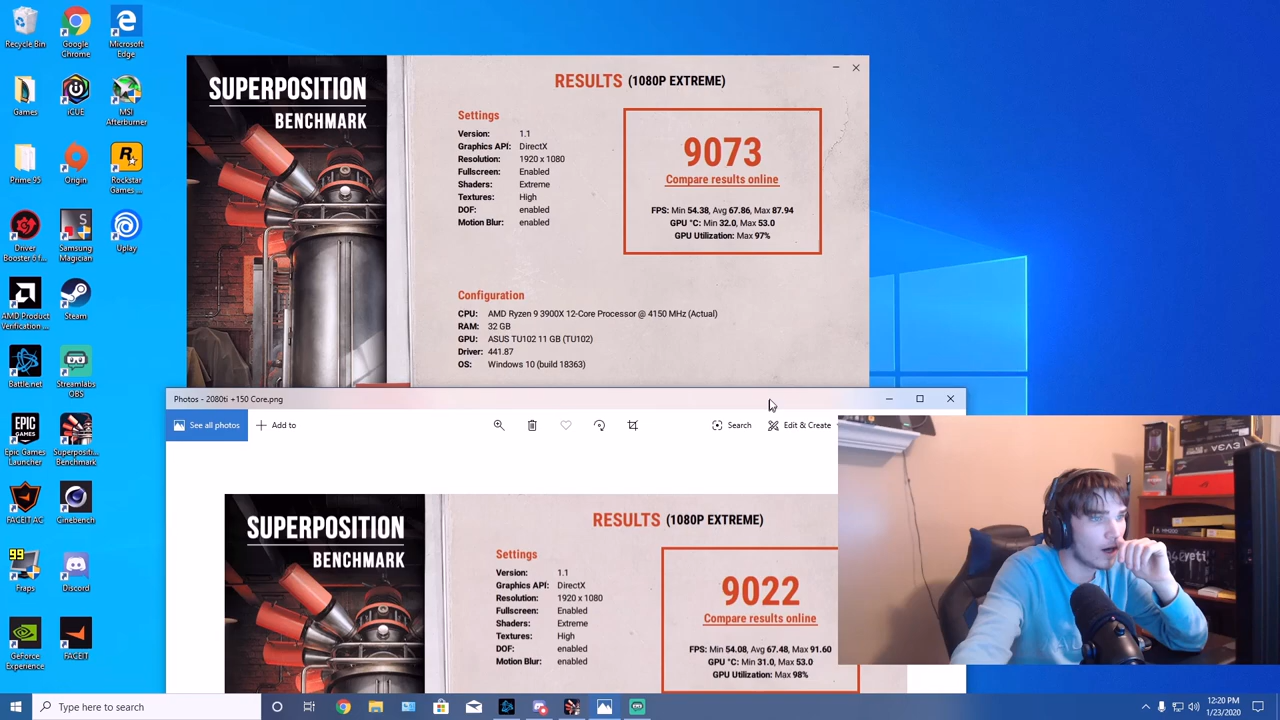 Recycle Bin
Google
Chrome
Microsoft
Edge
Games
iCUE
MSI
Afterburner
Prime 95
Origin
Rockstar
Games ...
Driver
Booster 6 f...
Samsung
Magician
Uplay
AMD Product
Verification ...
Steam
Battle.net
Streamlabs
OBS
Epic Games
Launcher
Superpositi...
Benchmark
FACEIT AC
Cinebench
99
Fraps
Discord
GeForce
Experience
FACEIT
SUPERPOSITION
BENCHMARK
RESULTS (1080P EXTREME)
Settings
Version: 1.1
Graphics API: DirectX
Resolution: 1920 x 1080
Fullscreen: Enabled
Shaders: Extreme
Textures: High
DOF: enabled
Motion Blur: enabled
9073
Compare results online
FPS: Min 54.38, Avg 67.86, Max 87.94
GPU °C: Min 32.0, Max 53.0
GPU Utilization: Max 97%
Configuration
CPU: AMD Ryzen 9 3900X 12-Core Processor @ 4150 MHz (Actual)
RAM: 32 GB
GPU: ASUS TU102 11 GB (TU102)
Driver: 441.87
OS: Windows 10 (build 18363)
Photos - 2080ti +150 Core.png
See all photos
Add to
Search
Edit & Create
SUPERPOSITION
BENCHMARK
RESULTS (1080P EXTREME)
Settings
Version: 1.1
Graphics API: DirectX
Resolution: 1920 x 1080
Fullscreen: Enabled
Shaders: Extreme
Textures: High
DOF: enabled
Motion Blur: enabled
9022
Compare results online
FPS: Min 54.08, Avg 67.48, Max 91.60
GPU °C: Min 31.0, Max 53.0
GPU Utilization: Max 98%
yeti
Type here to search
12:20 PM
1/23/2020